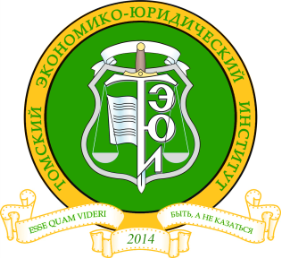 ТОМСКИЙ ЭКОНОМИКО-ЮРИДИЧЕСКИЙ ИНСТИТУТ
ТЭЮИ
ESSE QUAM VIDERI
БЫТЬ, А НЕ КАЗАТЬСЯ
2014